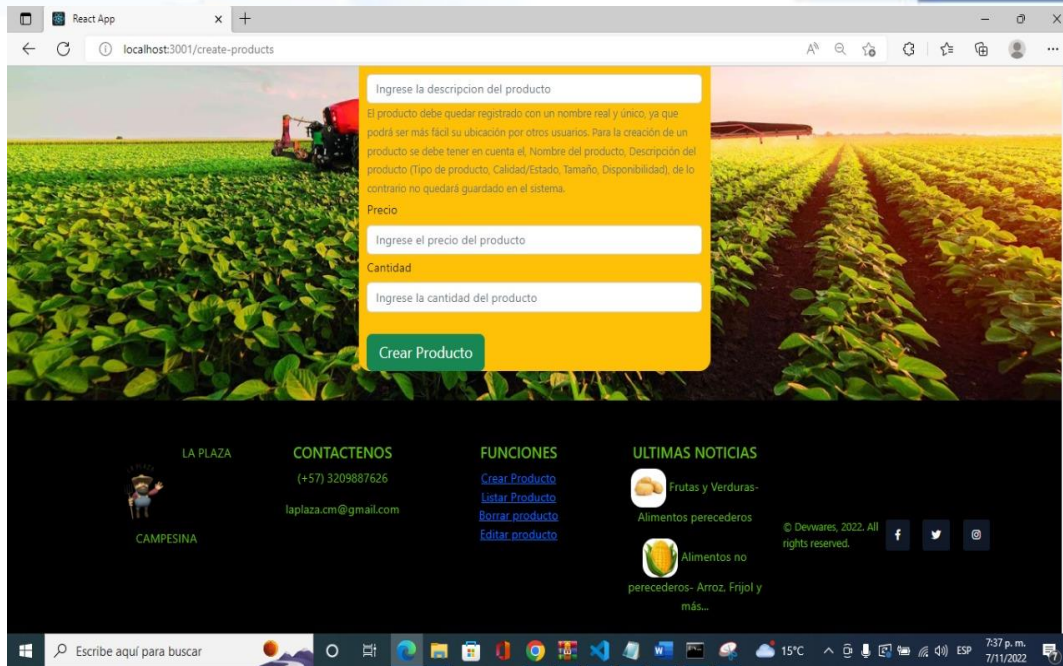 React App
localhost:3001/create-products
Ingrese la descripcion del producto
El producto debe quedar registrado con un nombre real y único, ya que
podrá ser más fácil su ubicación por otros usuarios. Para la creación de un
producto se debe tener en cuenta el, Nombre del producto, Descripción del
producto (Tipo de producto, Calidad/Estado, Tamaño, Disponibilidad), de lo
contrario no quedará guardado en el sistema.
Precio
Ingrese el precio del producto
Cantidad
Ingrese la cantidad del producto
Crear Producto
LA PLAZA
LA PLAZA
CAMPESINA
CONTACTENOS
(+57) 3209887626
laplaza.cm@gmail.com
FUNCIONES
Crear Producto
Listar Producto
Borrar producto
Editar producto
ULTIMAS NOTICIAS
Frutas y Verduras-
Alimentos perecederos
Alimentos no
perecederos- Arroz, Frijol y
más...
© Devwares, 2022. All
rights reserved.
Escribe aquí para buscar
15°C
ESP
7:37 p. m.
7/11/2022